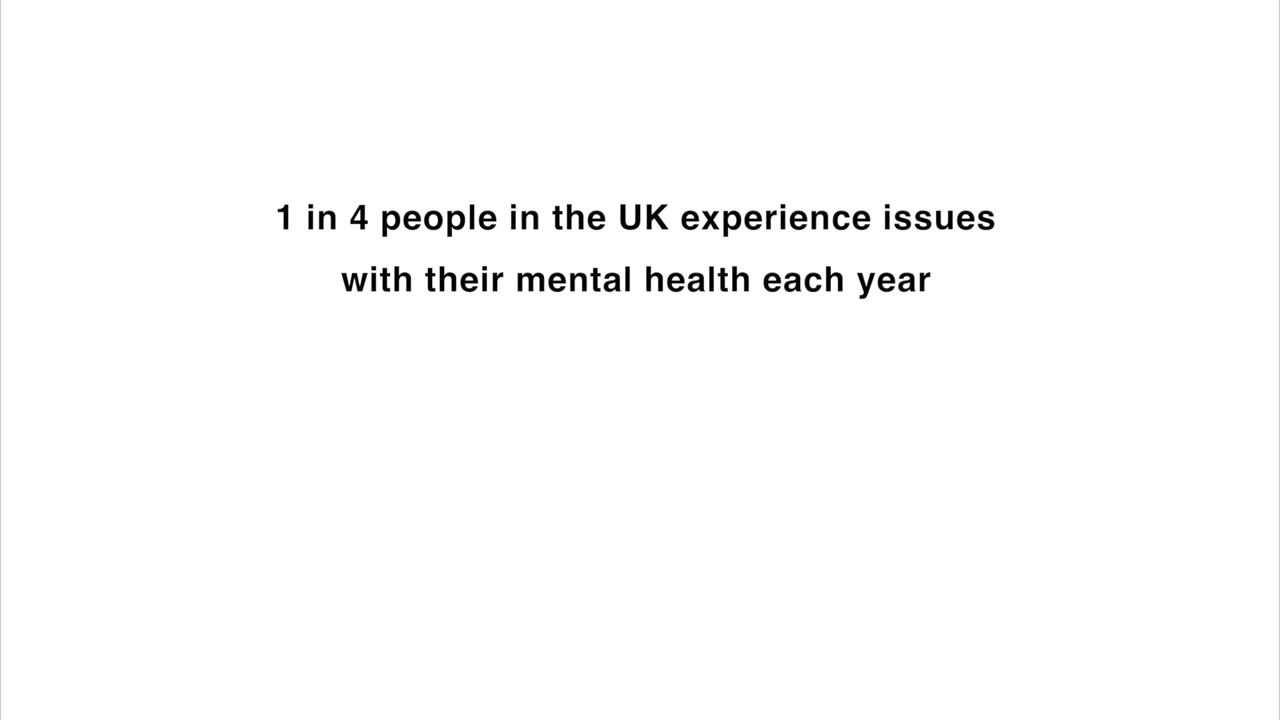 1 in 4 people in the UK experience issues
with their mental health each year